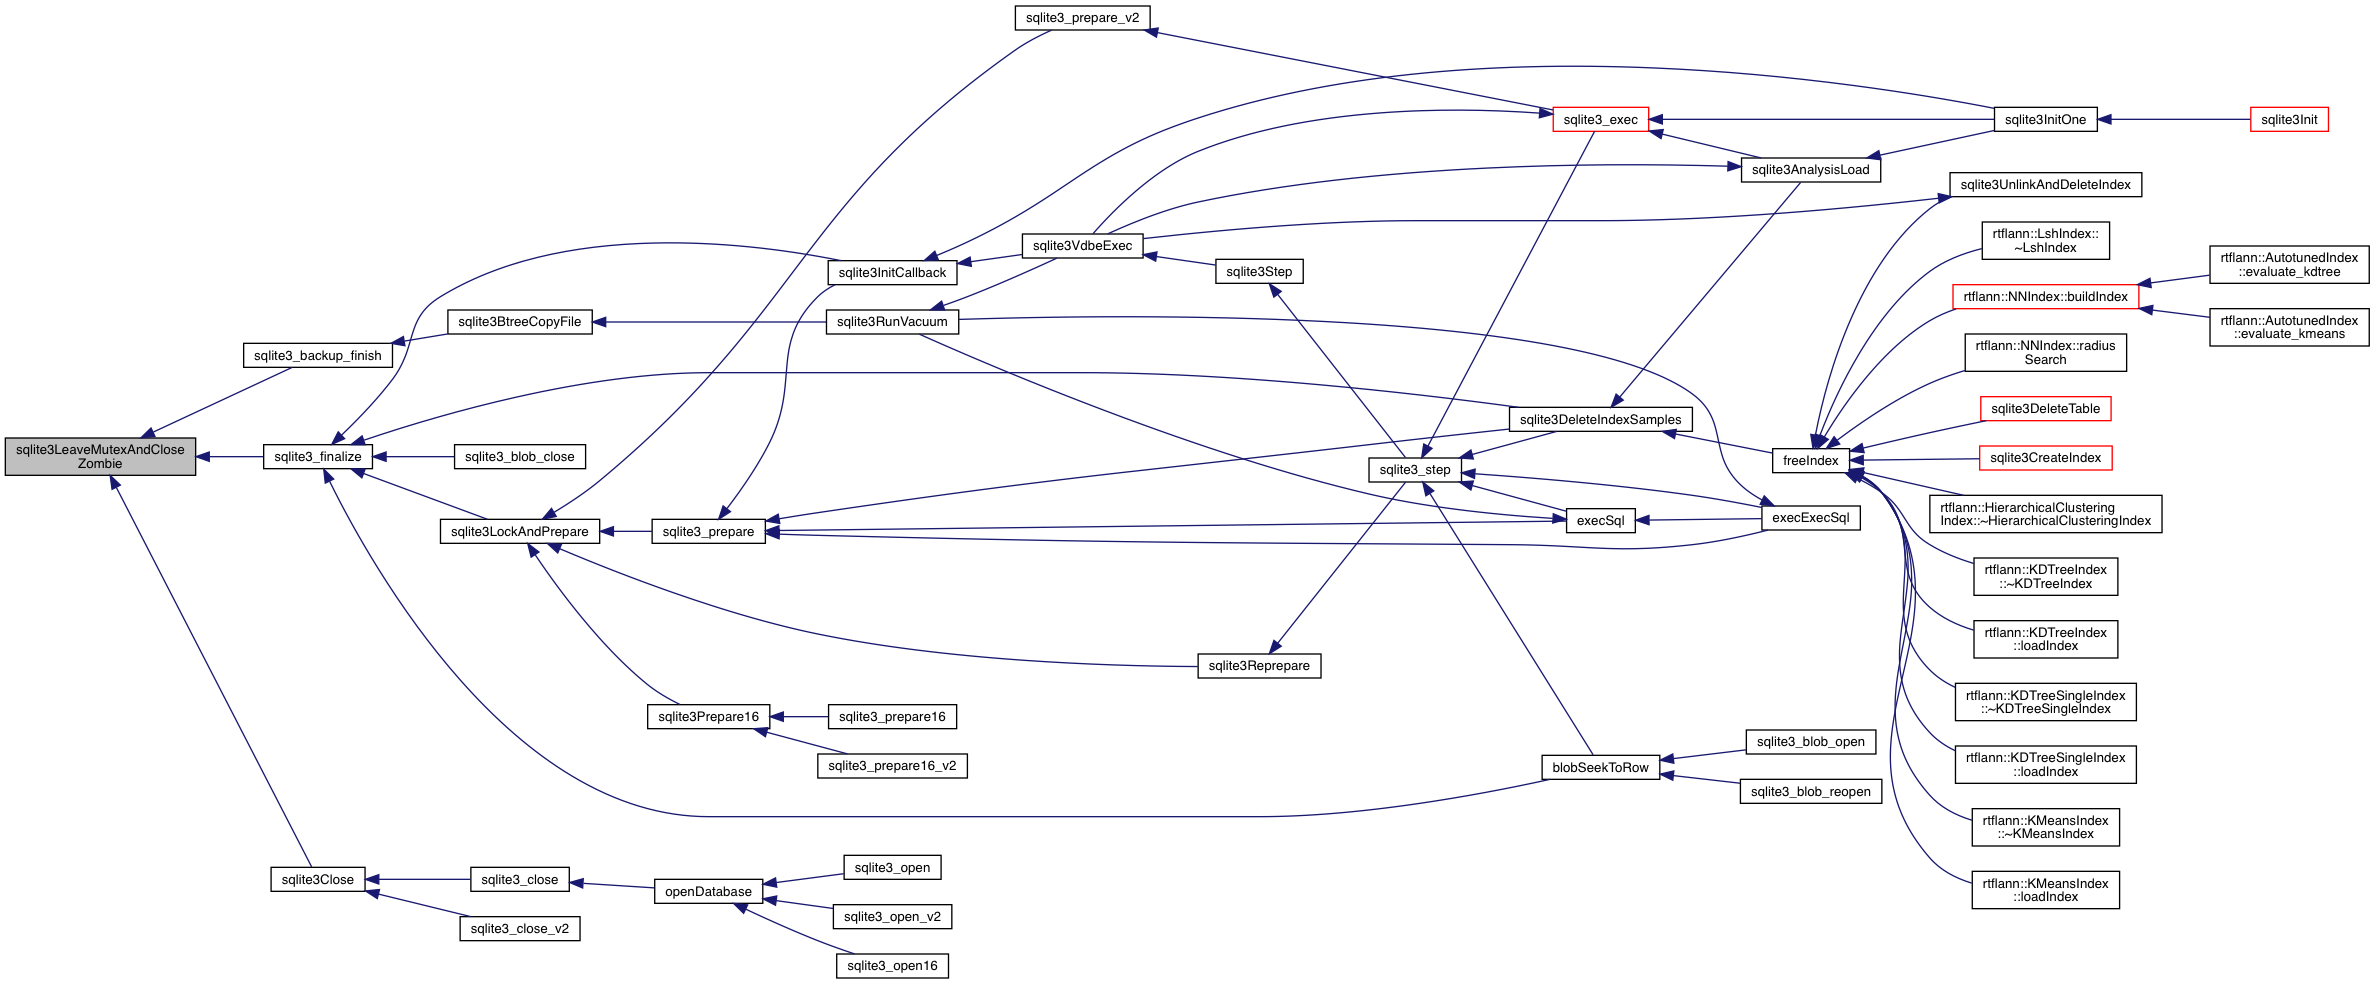 sqlite3LeaveMutexAndClose
Zombie
sqlite3_backup_finish
sqlite3_finalize
sqlite3Close
sqlite3BtreeCopyFile
sqlite3_blob_close
sqlite3LockAndPrepare
sqlite3_close
sqlite3_close_v2
sqlite3_prepare
sqlite3Prepare16
openDatabase
sqlite3InitCallback
sqlite3RunVacuum
sqlite3_prepare16
sqlite3_prepare16_v2
sqlite3_open
sqlite3_open_v2
sqlite3_open16
sqlite3_prepare_v2
sqlite3VdbeExec
sqlite3Step
sqlite3Reprepare
sqlite3_step
sqlite3_exec
sqlite3DeleteIndexSamples
execSql
blobSeekToRow
sqlite3AnalysisLoad
freeIndex
execExecSql
sqlite3_blob_open
sqlite3_blob_reopen
sqlite3InitOne
sqlite3UnlinkAndDeleteIndex
rtflann::LshIndex::
~LshIndex
rtflann::NNIndex::buildIndex
rtflann::NNIndex::radius
Search
sqlite3DeleteTable
sqlite3CreateIndex
rtflann::HierarchicalClustering
Index::~HierarchicalClusteringIndex
rtflann::KDTreeIndex
::~KDTreeIndex
rtflann::KDTreeIndex
::loadIndex
rtflann::KDTreeSingleIndex
::~KDTreeSingleIndex
rtflann::KDTreeSingleIndex
::loadIndex
rtflann::KMeansIndex
::~KMeansIndex
rtflann::KMeansIndex
::loadIndex
sqlite3Init
rtflann::AutotunedIndex
::evaluate_kdtree
rtflann::AutotunedIndex
::evaluate_kmeans